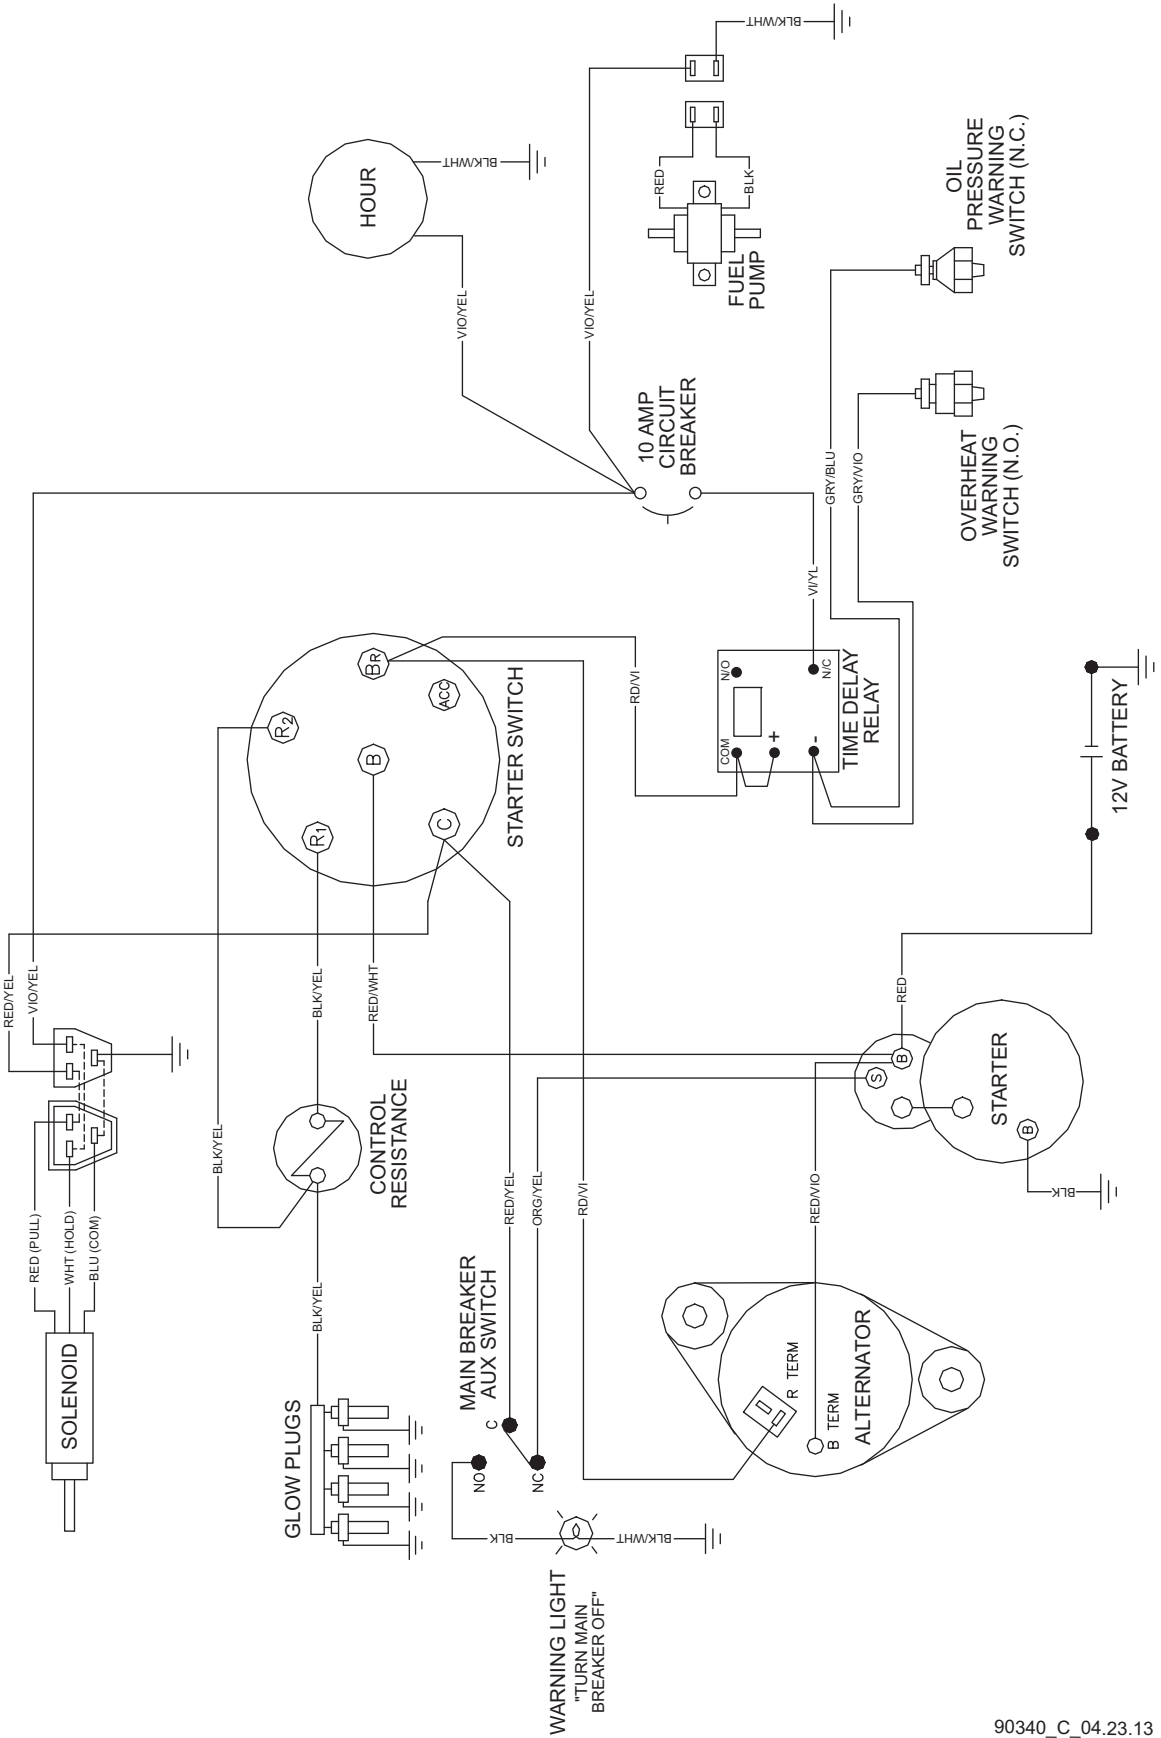 SOLENOID
RED (PULL)
WHT (HOLD)
BLU (COM)
RED/YEL
VIO/YEL
GLOW PLUGS
BLK/YEL
BLK/YEL
CONTROL
RESISTANCE
BLK/YEL
RED/WHT
R1
R2
B
BR
C
ACC
STARTER SWITCH
HOUR
BLK/WHT
VIO/YEL
VIO/YEL
BLK/WHT
RED
BLK
FUEL
PUMP
10 AMP
CIRCUIT
BREAKER
MAIN BREAKER
AUX SWITCH
C
NO
NC
RED/YEL
ORG/YEL
RD/VI
RD/VI
BLK
BLK/WHT
WARNING LIGHT
"TURN MAIN
BREAKER OFF"
COM
N/O
+
-
N/C
TIME DELAY
RELAY
VI/YL
GRY/BLU
GRY/VIO
OIL
PRESSURE
WARNING
SWITCH (N.C.)
OVERHEAT
WARNING
SWITCH (N.O.)
R TERM
B TERM
ALTERNATOR
RED/VIO
S
B
RED
STARTER
B
BLK
12V BATTERY
90340_C_04.23.13